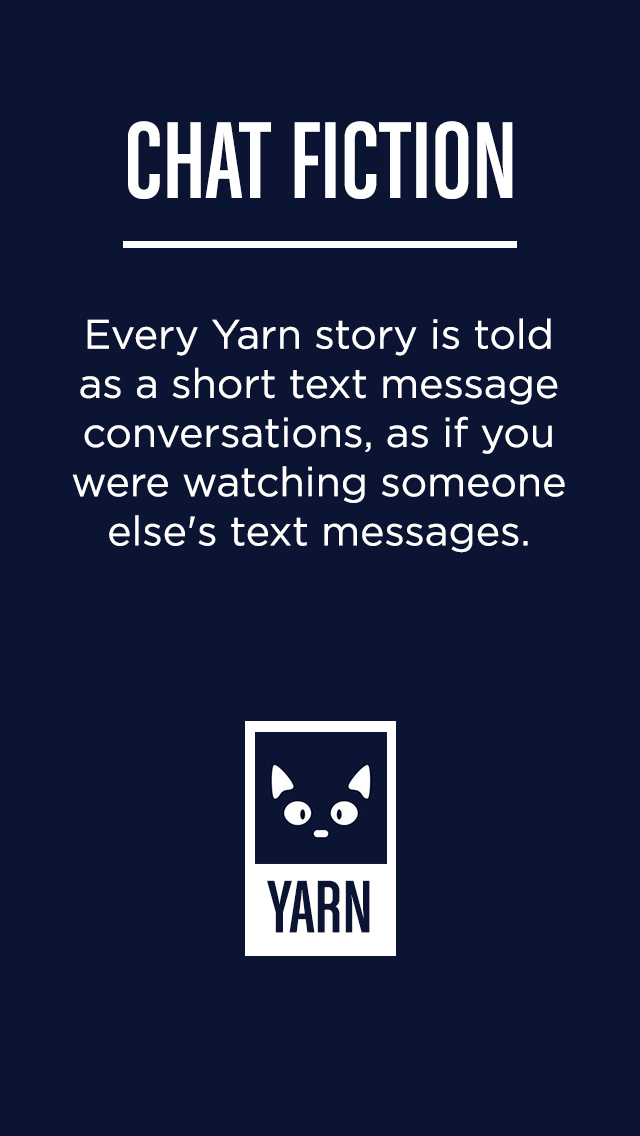 CHAT FICTION
Every Yarn story is told
as a short text message
conversations, as if you
were watching someone
else's text messages.
YARN